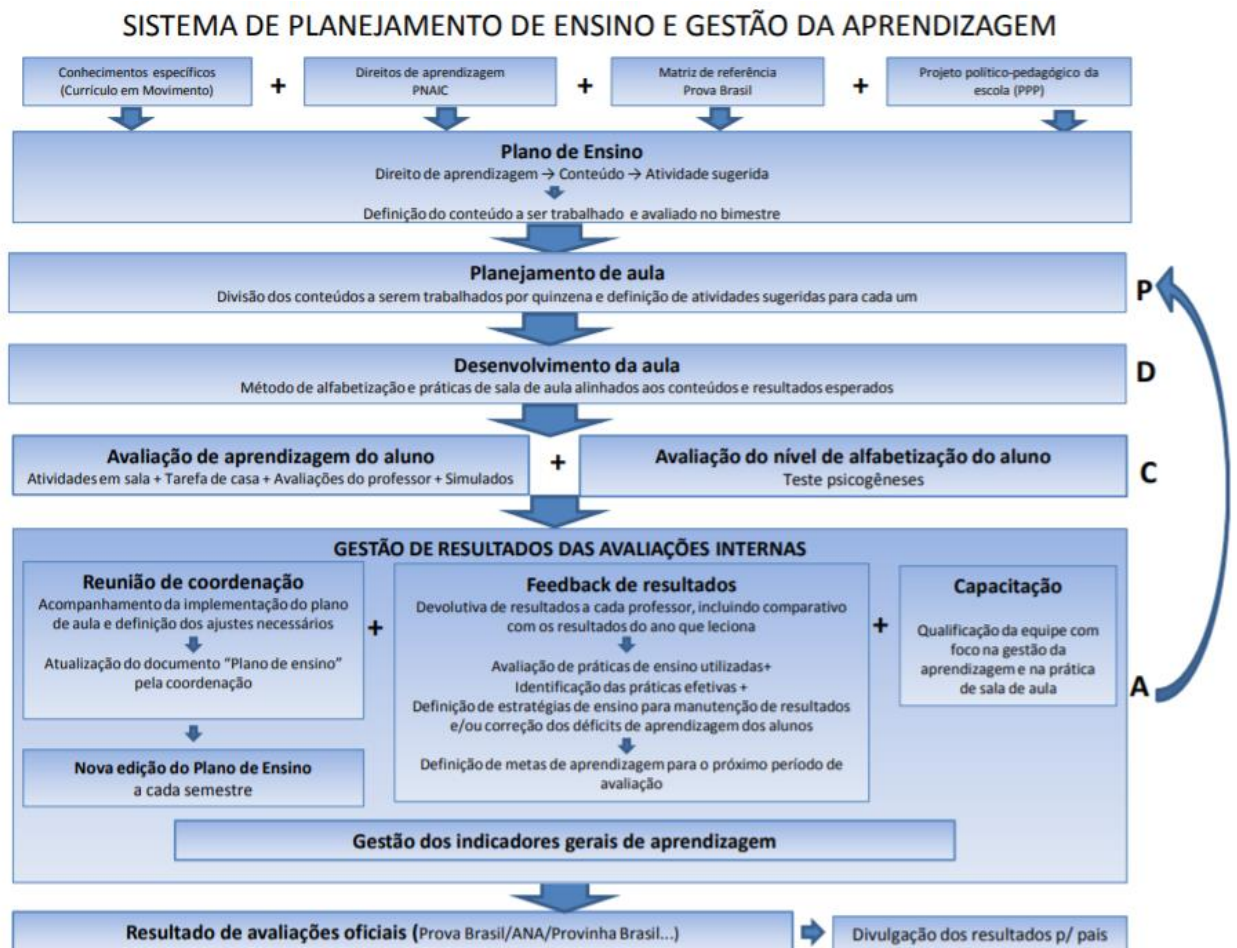 SISTEMA DE PLANEJAMENTO DE ENSINO E GESTÃO DA APRENDIZAGEM
Conhecimentos específicos
(Currículo em Movimento)
+
Direitos de aprendizagem
PNAIC
+
Matriz de referência
Prova Brasil
+
Projeto político-pedagógico da
escola (PPP)
Plano de Ensino
Direito de aprendizagem → Conteúdo → Atividade sugerida
Definição do conteúdo a ser trabalhado e avaliado no bimestre
Planejamento de aula
Divisão dos conteúdos a serem trabalhados por quinzena e definição de atividades sugeridas para cada um
P
Desenvolvimento da aula
Método de alfabetização e práticas de sala de aula alinhados aos conteúdos e resultados esperados
D
Avaliação de aprendizagem do aluno
Atividades em sala + Tarefa de casa + Avaliações do professor + Simulados
+
Avaliação do nível de alfabetização do aluno
Teste psicogêneses
C
GESTÃO DE RESULTADOS DAS AVALIAÇÕES INTERNAS
Reunião de coordenação
Acompanhamento da implementação do plano
de aula e definição dos ajustes necessários
Atualização do documento “Plano de ensino”
pela coordenação
Nova edição do Plano de Ensino
a cada semestre
+
Feedback de resultados
Devolutiva de resultados a cada professor, incluindo comparativo
com os resultados do ano que leciona
Avaliação de práticas de ensino utilizadas+
Identificação das práticas efetivas +
Definição de estratégias de ensino para manutenção de resultados
e/ou correção dos déficits de aprendizagem dos alunos
Definição de metas de aprendizagem para o próximo período de
avaliação
+
Capacitação
Qualificação da equipe com
foco na gestão da
aprendizagem e na prática
de sala de aula
A
Gestão dos indicadores gerais de aprendizagem
Resultado de avaliações oficiais (Prova Brasil/ANA/Provinha Brasil...)
Divulgação dos resultados p/ pais